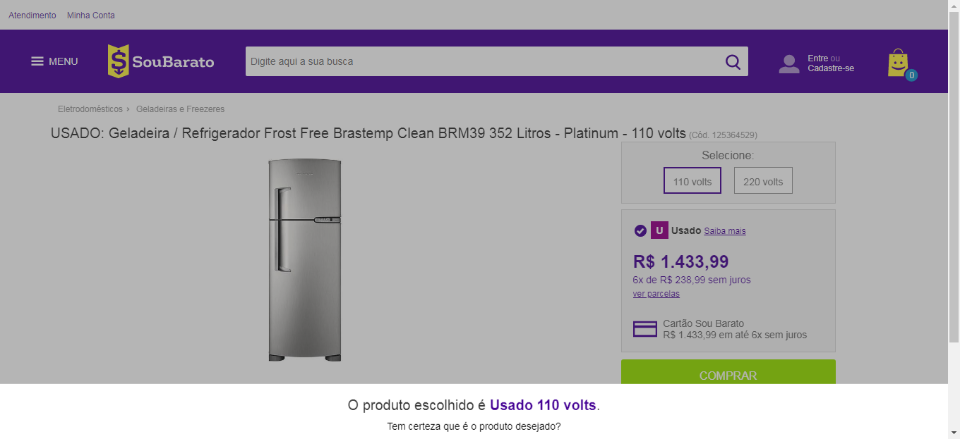 Atendimento Minha Conta
MENU SouBarato Digite aqui a sua busca Entre ou
Cadastre-se
0
Eletrodomésticos › Geladeiras e Freezeres
USADO: Geladeira / Refrigerador Frost Free Brastemp Clean BRM39 352 Litros - Platinum - 110 volts (Cód. 125364529)
Selecione:
110 volts 220 volts
U Usado Saiba mais
R$ 1.433,99
6x de R$ 238,99 sem juros
ver parcelas
Cartão Sou Barato
R$ 1.433,99 em até 6x sem juros
COMPRAR
O produto escolhido é Usado 110 volts.
Tem certeza que é o produto desejado?